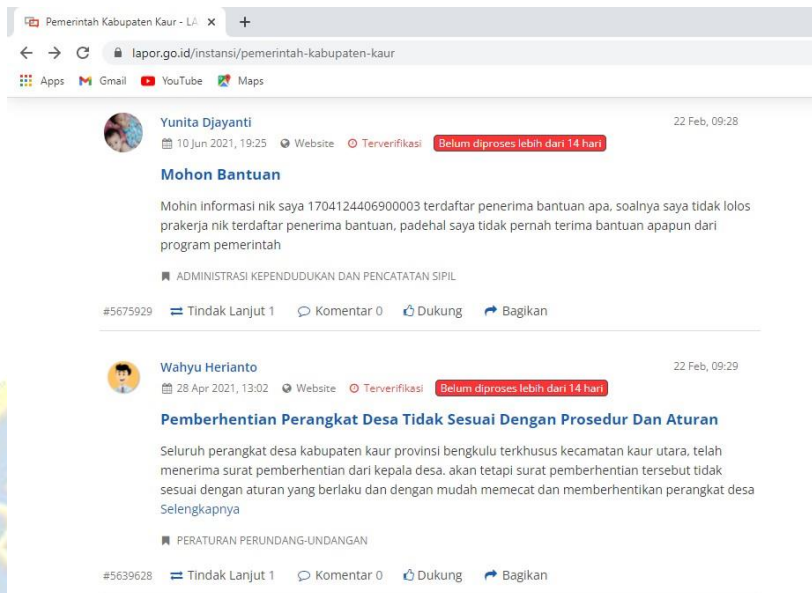 Pemerintah Kabupaten Kaur - LA
lapor.go.id/instansi/pemerintah-kabupaten-kaur
Apps Gmail YouTube Maps
Yunita Djayanti 22 Feb, 09:28
10 Jun 2021, 19:25 Website Terverifikasi Belum diproses lebih dari 14 hari
Mohon Bantuan
Mohin informasi nik saya 1704124406900003 terdaftar penerima bantuan apa, soalnya saya tidak lolos
prakerja nik terdaftar penerima bantuan, padehal saya tidak pernah terima bantuan apapun dari
program pemerintah
ADMINISTRASI KEPENDUDUKAN DAN PENCATATAN SIPIL
#5675929 Tindak Lanjut 1 Komentar 0 Dukung Bagikan
Wahyu Herianto 22 Feb, 09:29
28 Apr 2021, 13:02 Website Terverifikasi Belum diproses lebih dari 14 hari
Pemberhentian Perangkat Desa Tidak Sesuai Dengan Prosedur Dan Aturan
Seluruh perangkat desa kabupaten kaur provinsi bengkulu terkhusus kecamatan kaur utara, telah
menerima surat pemberhentian dari kepala desa. akan tetapi surat pemberhentian tersebut tidak
sesuai dengan aturan yang berlaku dan dengan mudah memecat dan memberhentikan perangkat desa
Selengkapnya
PERATURAN PERUNDANG-UNDANGAN
#5639628 Tindak Lanjut 1 Komentar 0 Dukung Bagikan